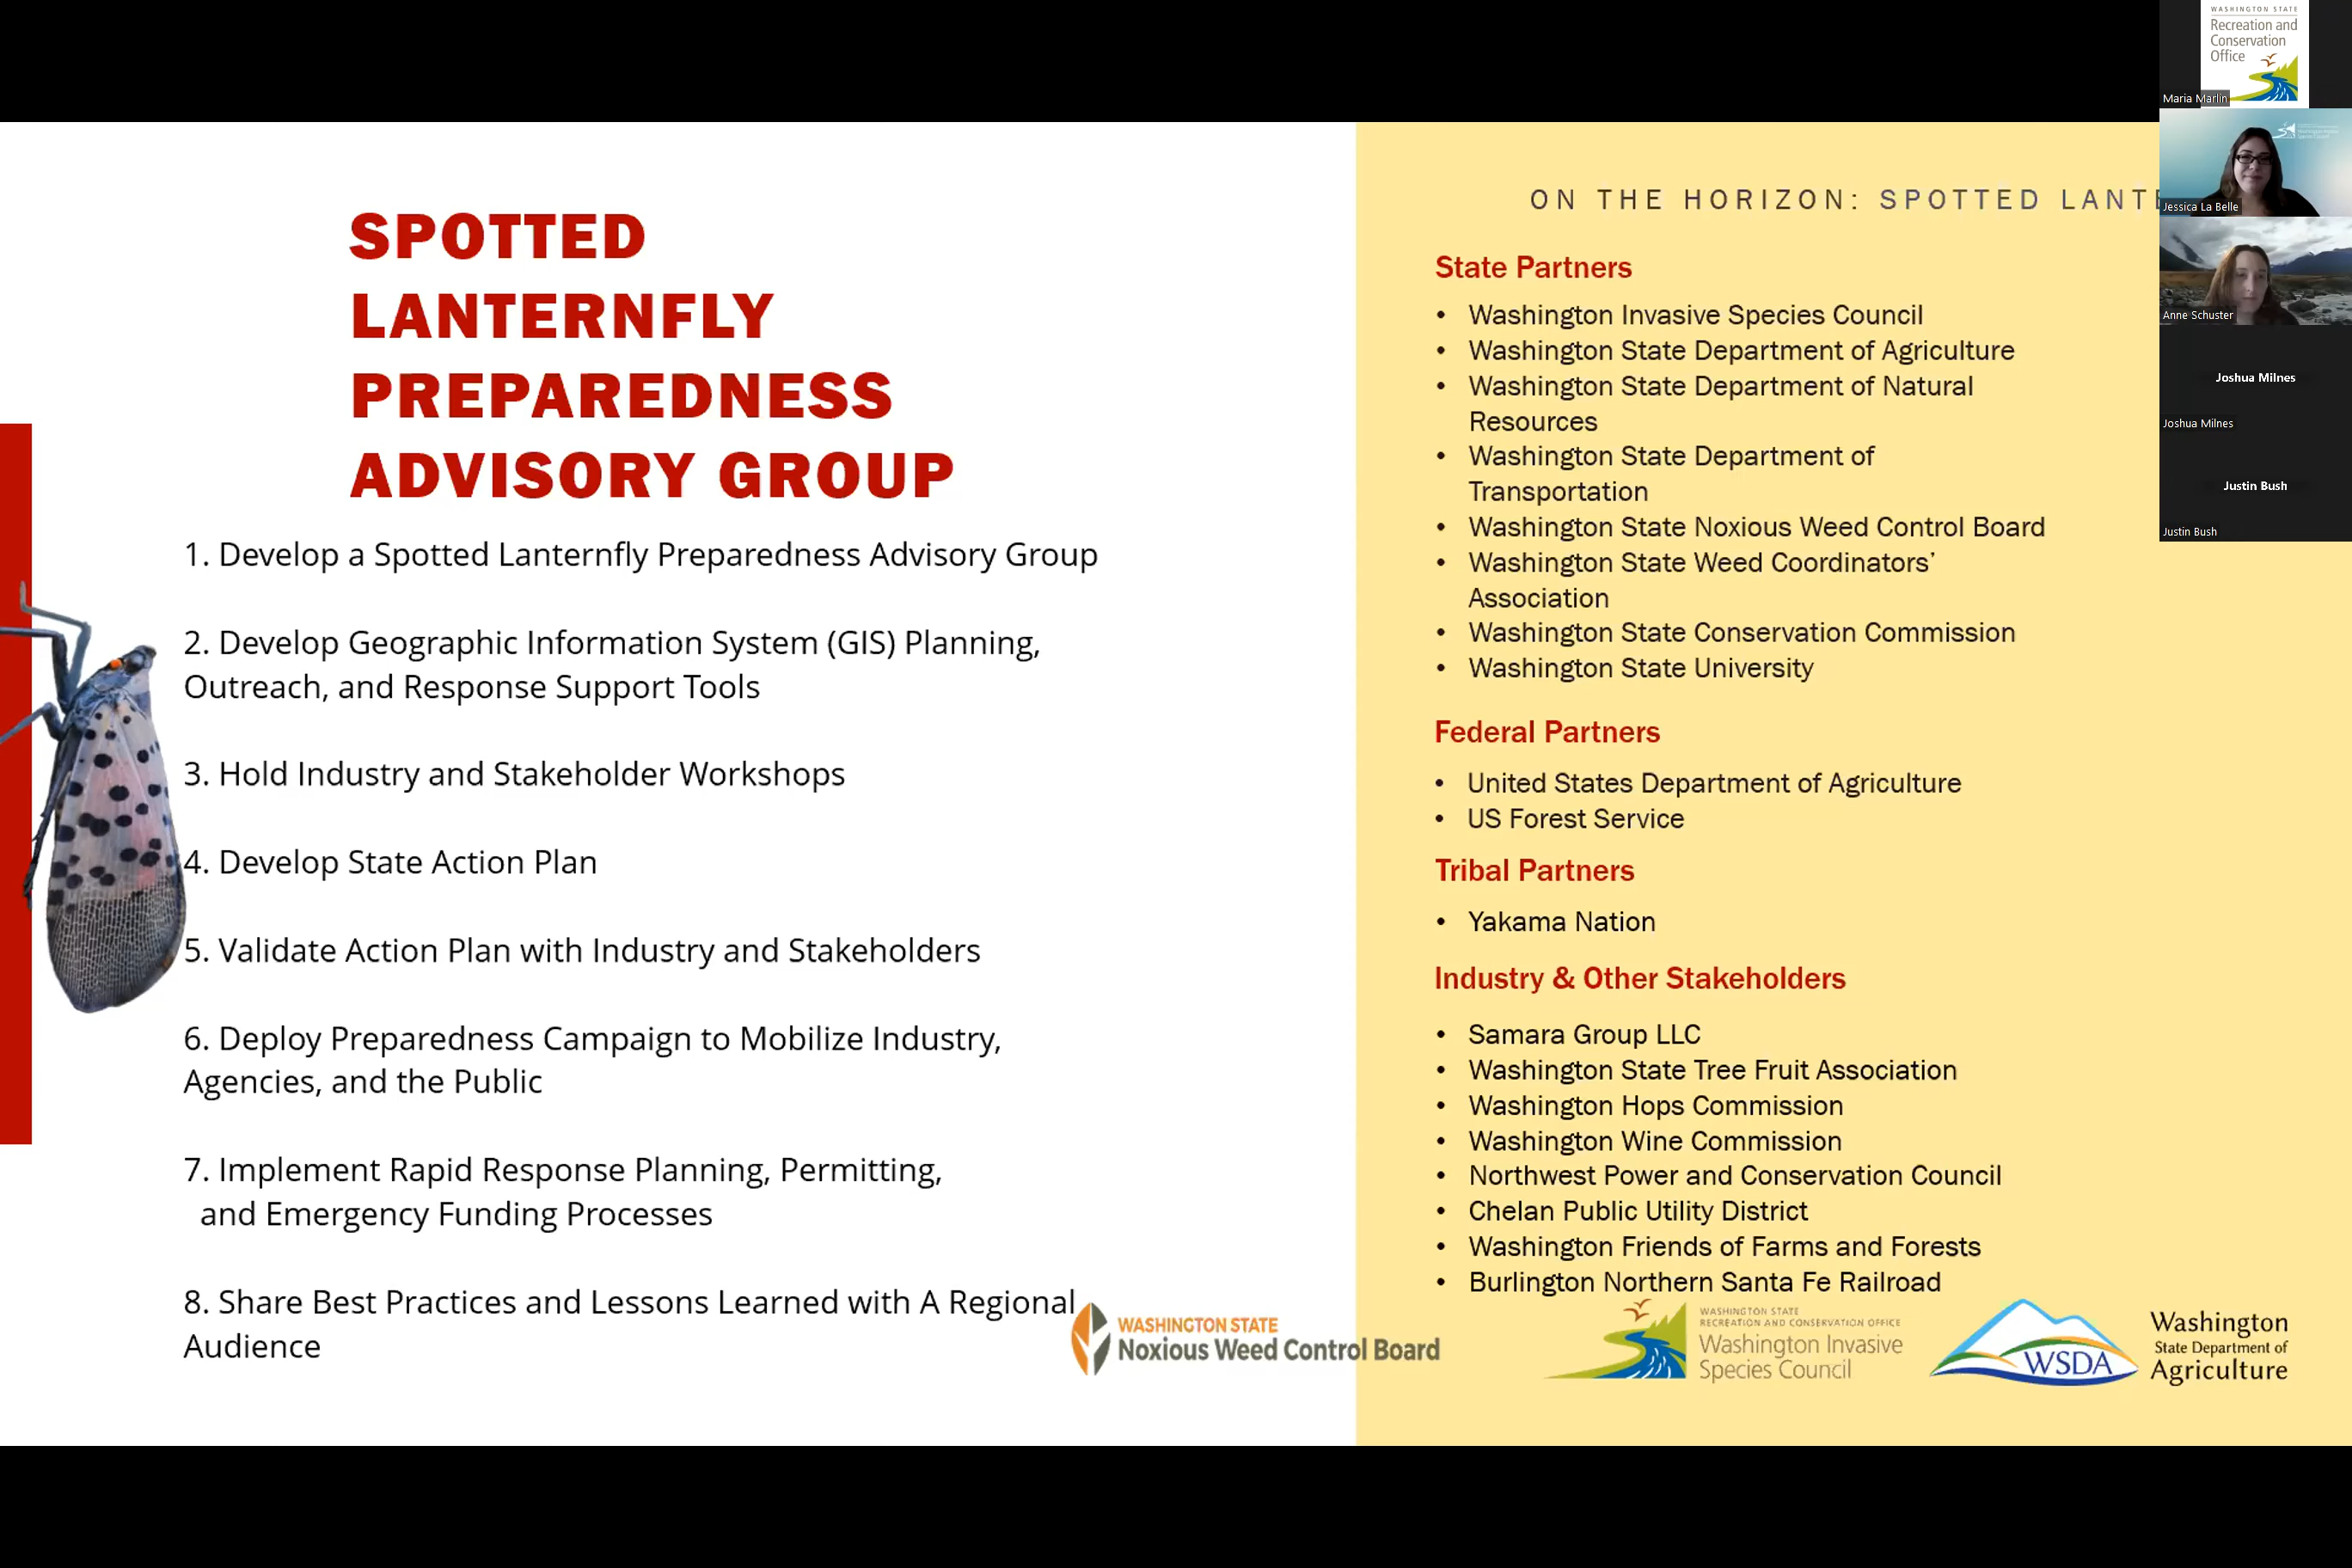 SPOTTED
LANTERNFLY
PREPAREDNESS
ADVISORY GROUP
1. Develop a Spotted Lanternfly Preparedness Advisory Group
2. Develop Geographic Information System (GIS) Planning,
Outreach, and Response Support Tools
3. Hold Industry and Stakeholder Workshops
4. Develop State Action Plan
5. Validate Action Plan with Industry and Stakeholders
6. Deploy Preparedness Campaign to Mobilize Industry,
Agencies, and the Public
7. Implement Rapid Response Planning, Permitting,
and Emergency Funding Processes
8. Share Best Practices and Lessons Learned with A Regional
Audience
WASHINGTON STATE
Noxious Weed Control Board
ON THE HORIZON: SPOTTED LANTE
State Partners
• Washington Invasive Species Council
• Washington State Department of Agriculture
• Washington State Department of Natural
Resources
• Washington State Department of
Transportation
• Washington State Noxious Weed Control Board
• Washington State Weed Coordinators’
Association
• Washington State Conservation Commission
• Washington State University
Federal Partners
• United States Department of Agriculture
• US Forest Service
Tribal Partners
• Yakama Nation
Industry & Other Stakeholders
• Samara Group LLC
• Washington State Tree Fruit Association
• Washington Hops Commission
• Washington Wine Commission
• Northwest Power and Conservation Council
• Chelan Public Utility District
• Washington Friends of Farms and Forests
• Burlington Northern Santa Fe Railroad
WASHINGTON STATE
RECREATION AND CONSERVATION OFFICE
Washington Invasive
Species Council
WSDA
Washington
State Department of
Agriculture
WASHINGTON STATE
Recreation and
Conservation
Office
Maria Marlin
Jessica La Belle
Anne Schuster
Joshua Milnes
Joshua Milnes
Justin Bush
Justin Bush